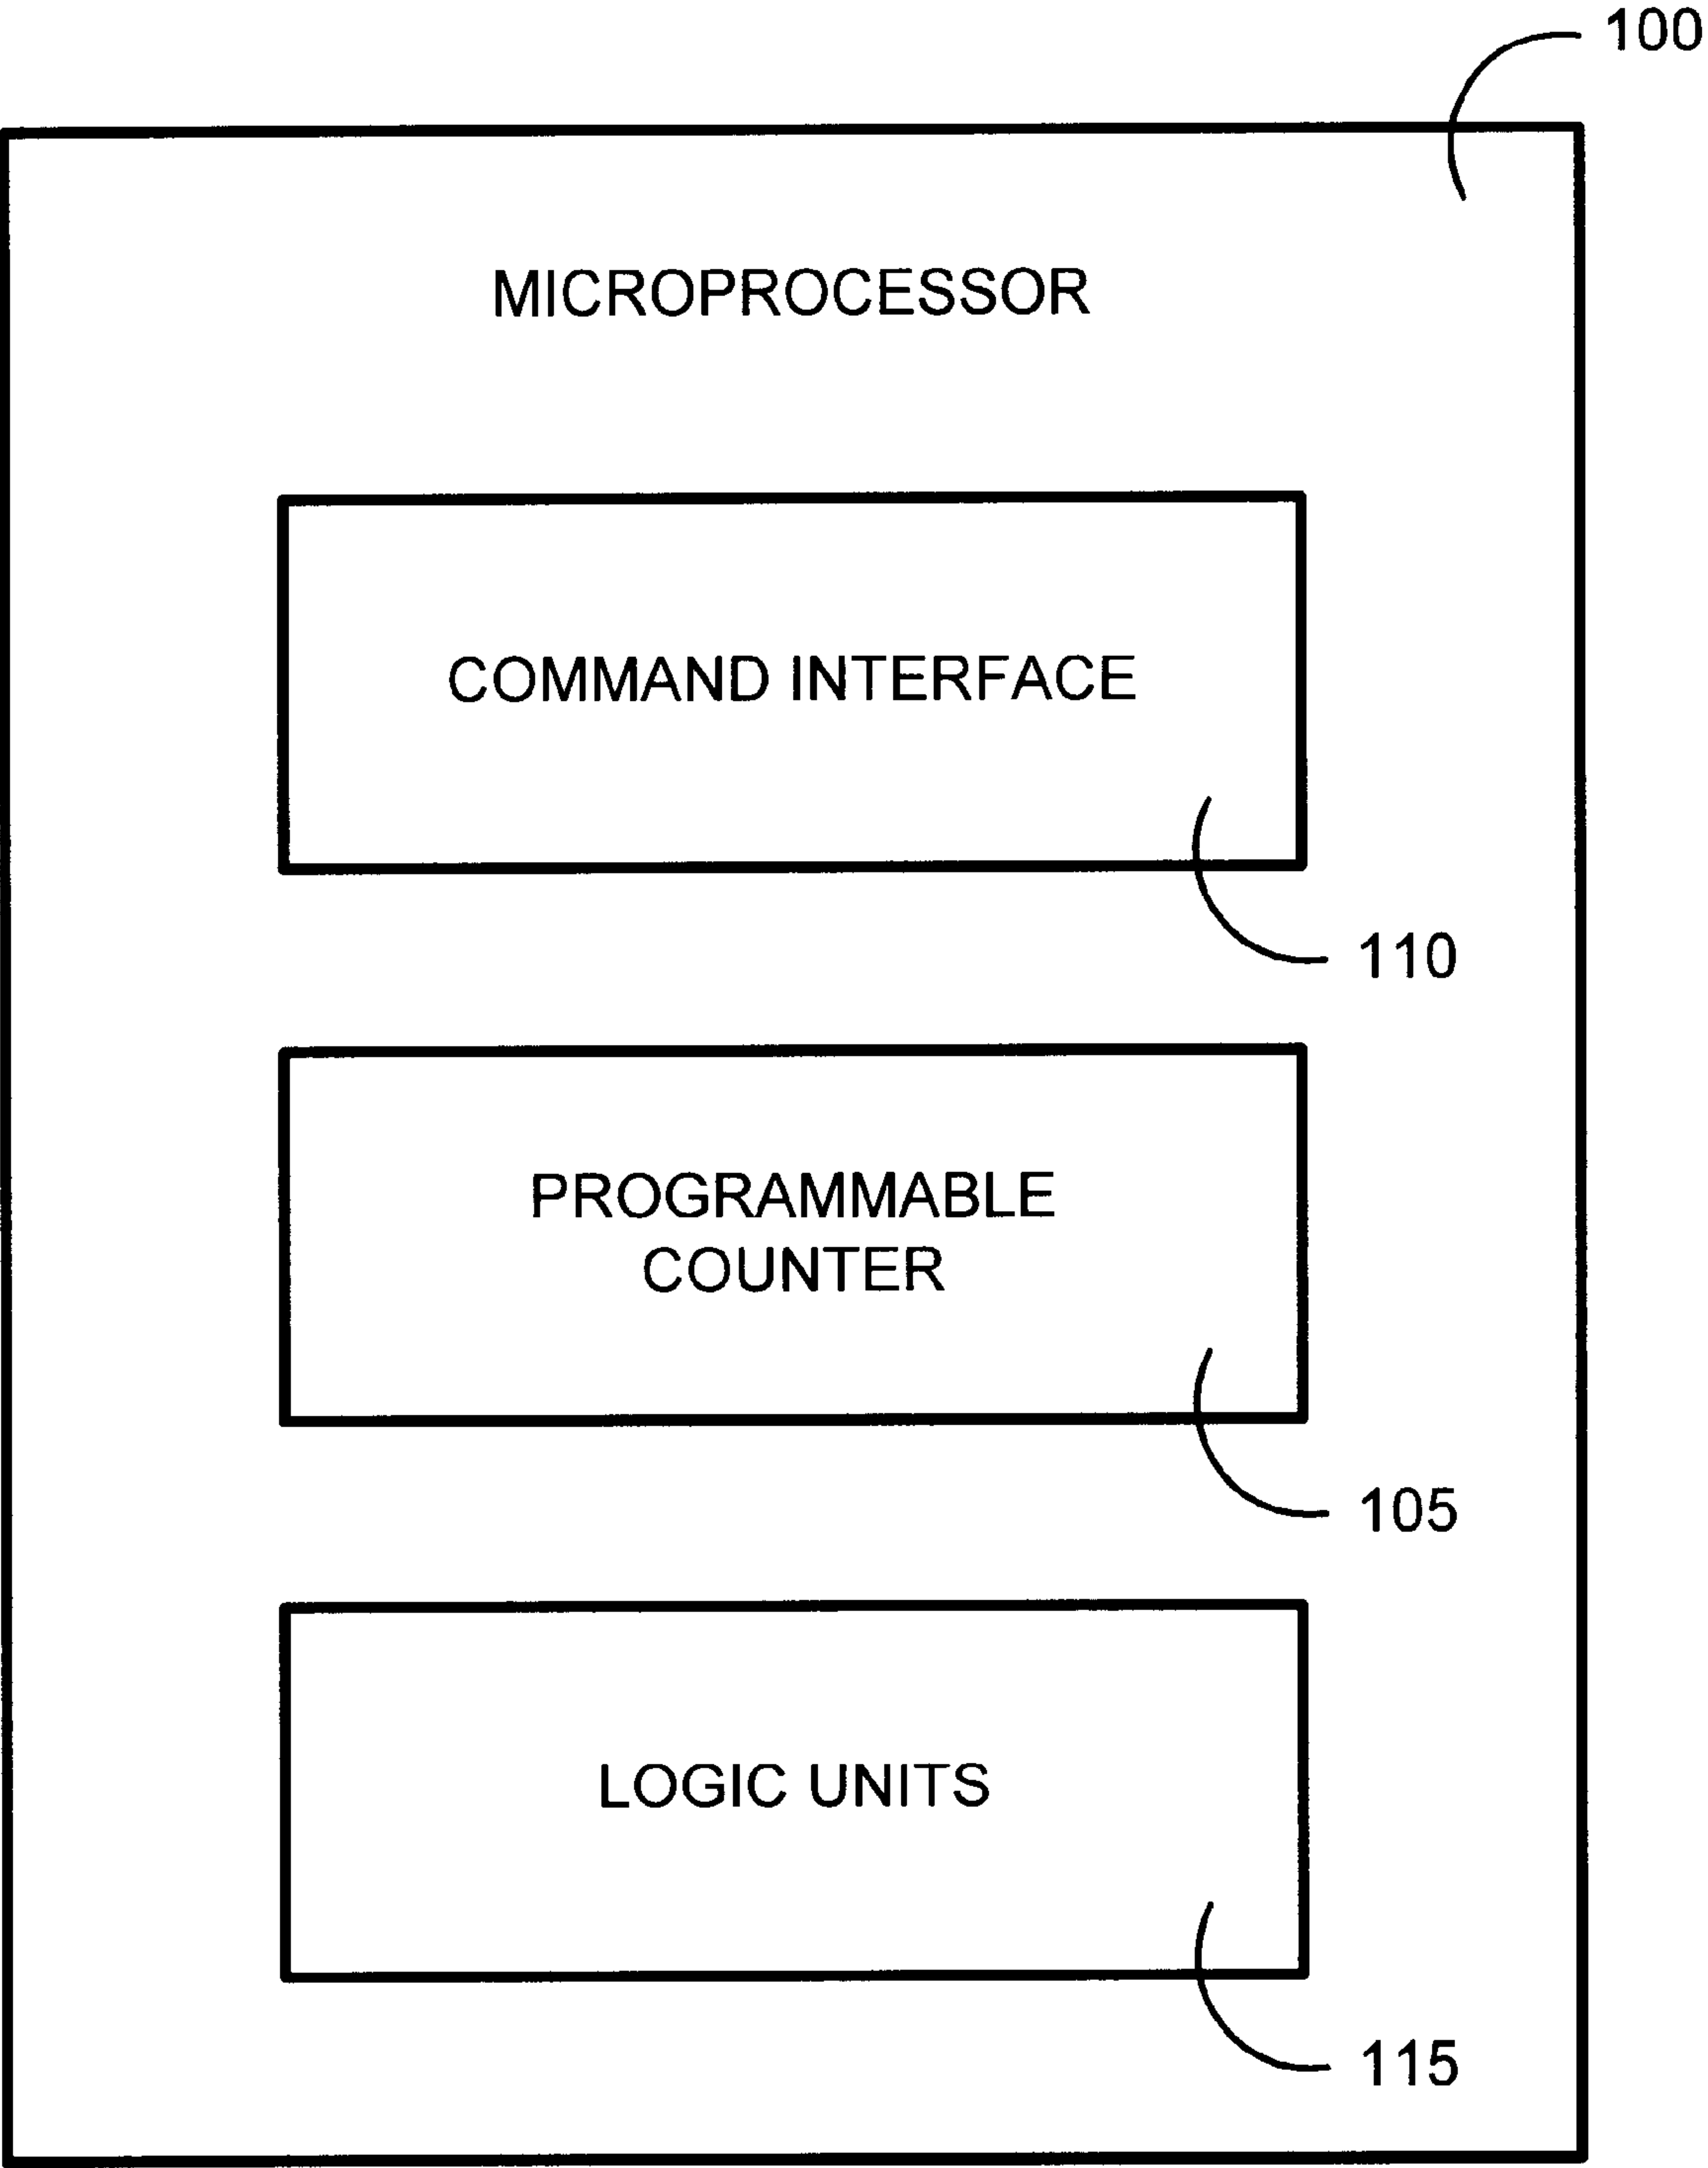 100
MICROPROCESSOR
COMMAND INTERFACE
110
PROGRAMMABLE
COUNTER
105
LOGIC UNITS
115